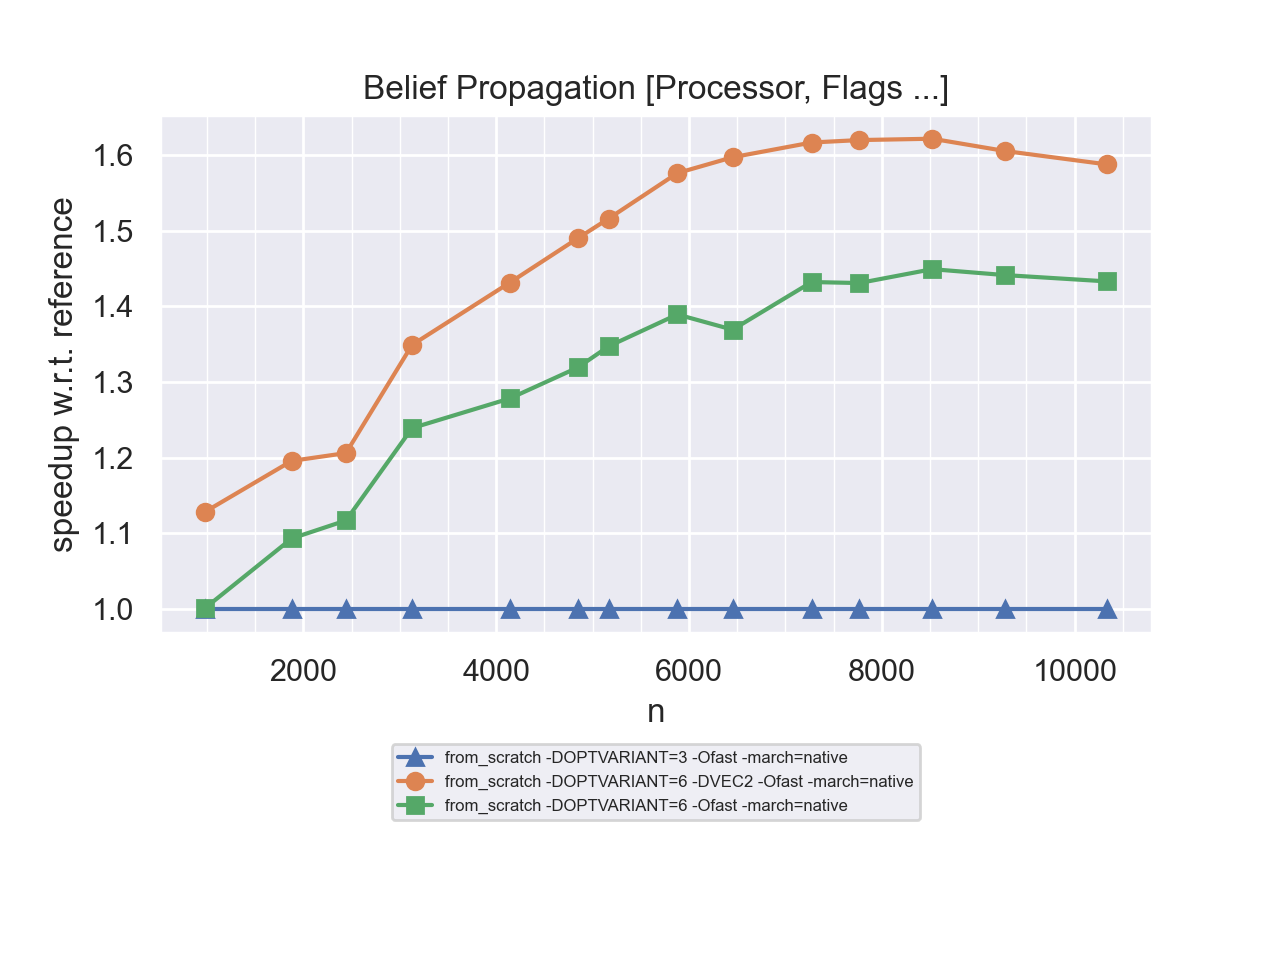 Belief Propagation [Processor, Flags ...]
speedup w.r.t. reference
1.6
1.5
1.4
1.3
1.2
1.1
1.0
2000 4000 6000 8000 10000
n
from_scratch -DOPTVARIANT=3 -Ofast -march=native
from_scratch -DOPTVARIANT=6 -DVEC2 -Ofast -march=native
from_scratch -DOPTVARIANT=6 -Ofast -march=native